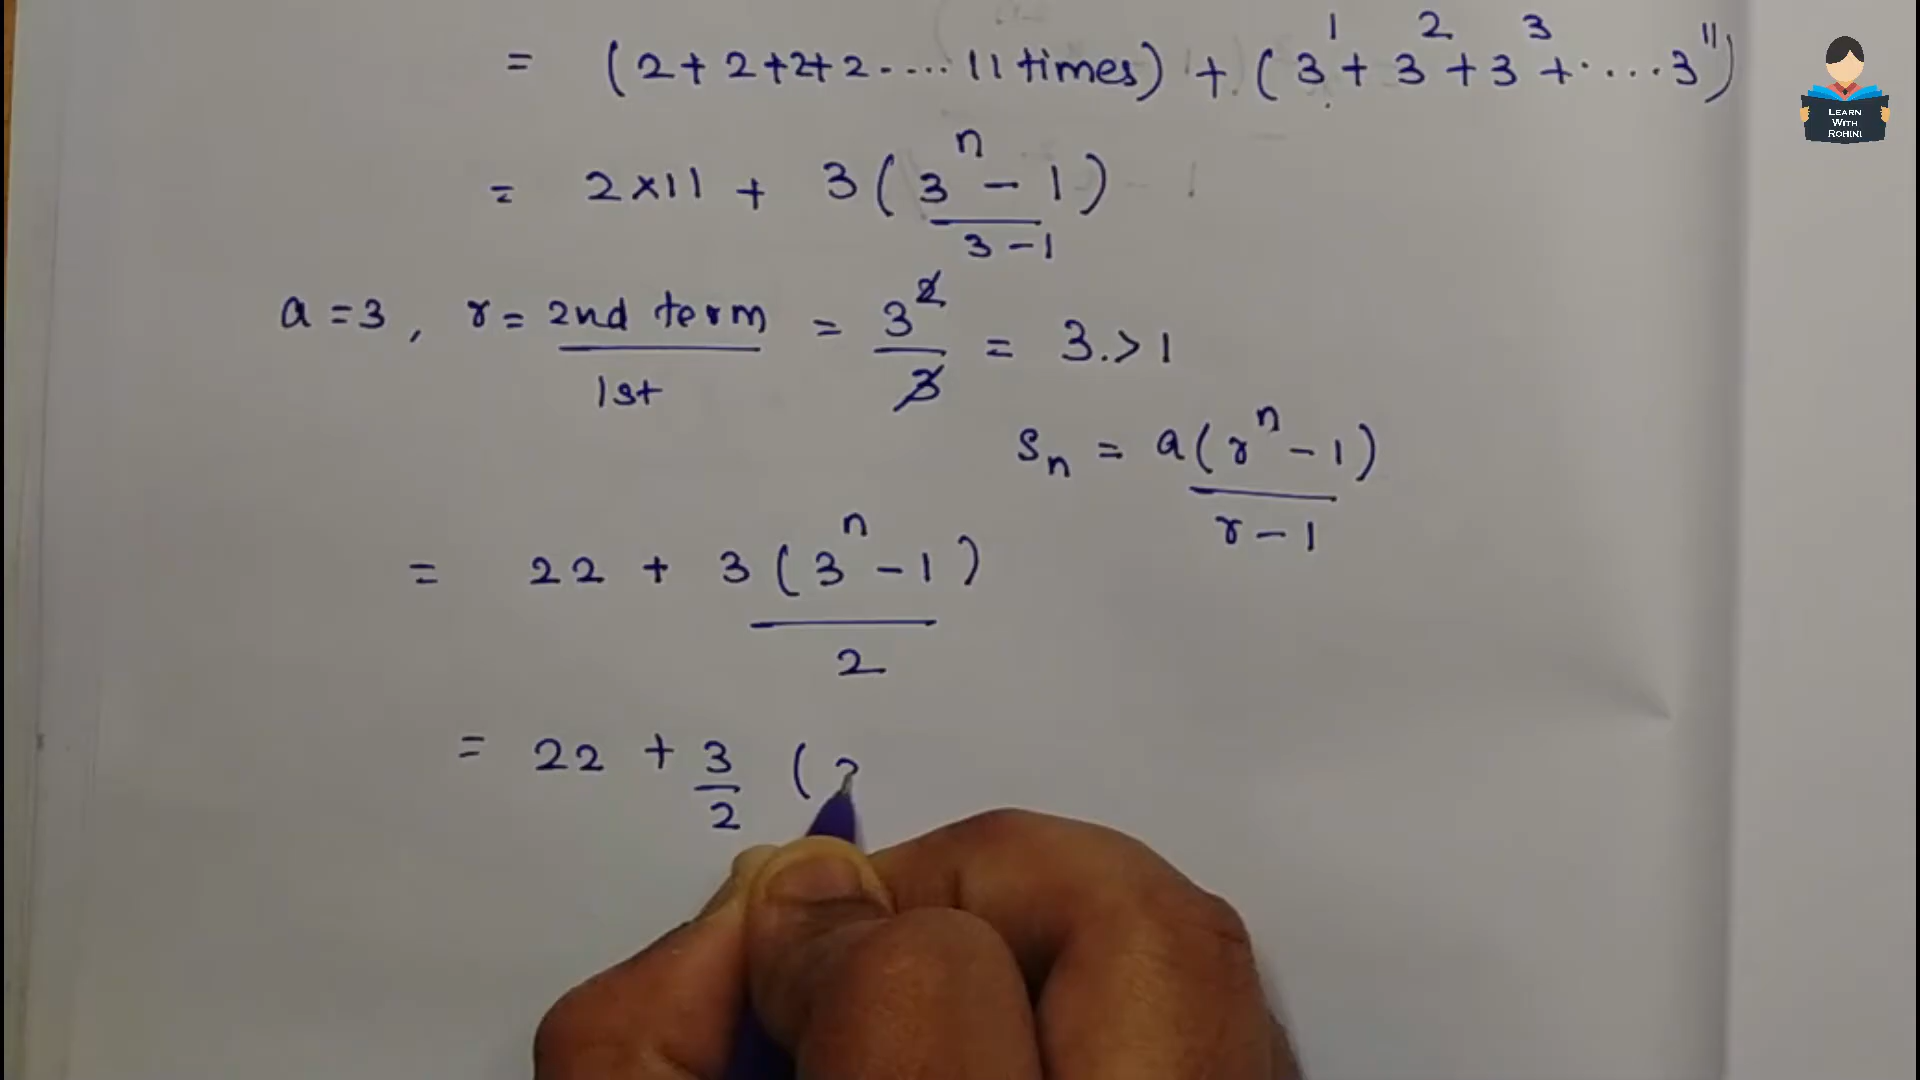 = (2+2+2+2.....11 times) + (3¹+3²+3³+.....3¹¹)
LEARN
WITH
ROHINI
= 2×11 + 3(3ⁿ-1)
3-1
a=3, r = 2nd term = 3² = 3.>1
1st 3
Sₙ = a(rⁿ-1)
r-1
= 22 + 3(3ⁿ-1)
2
= 22 + 3 (
2